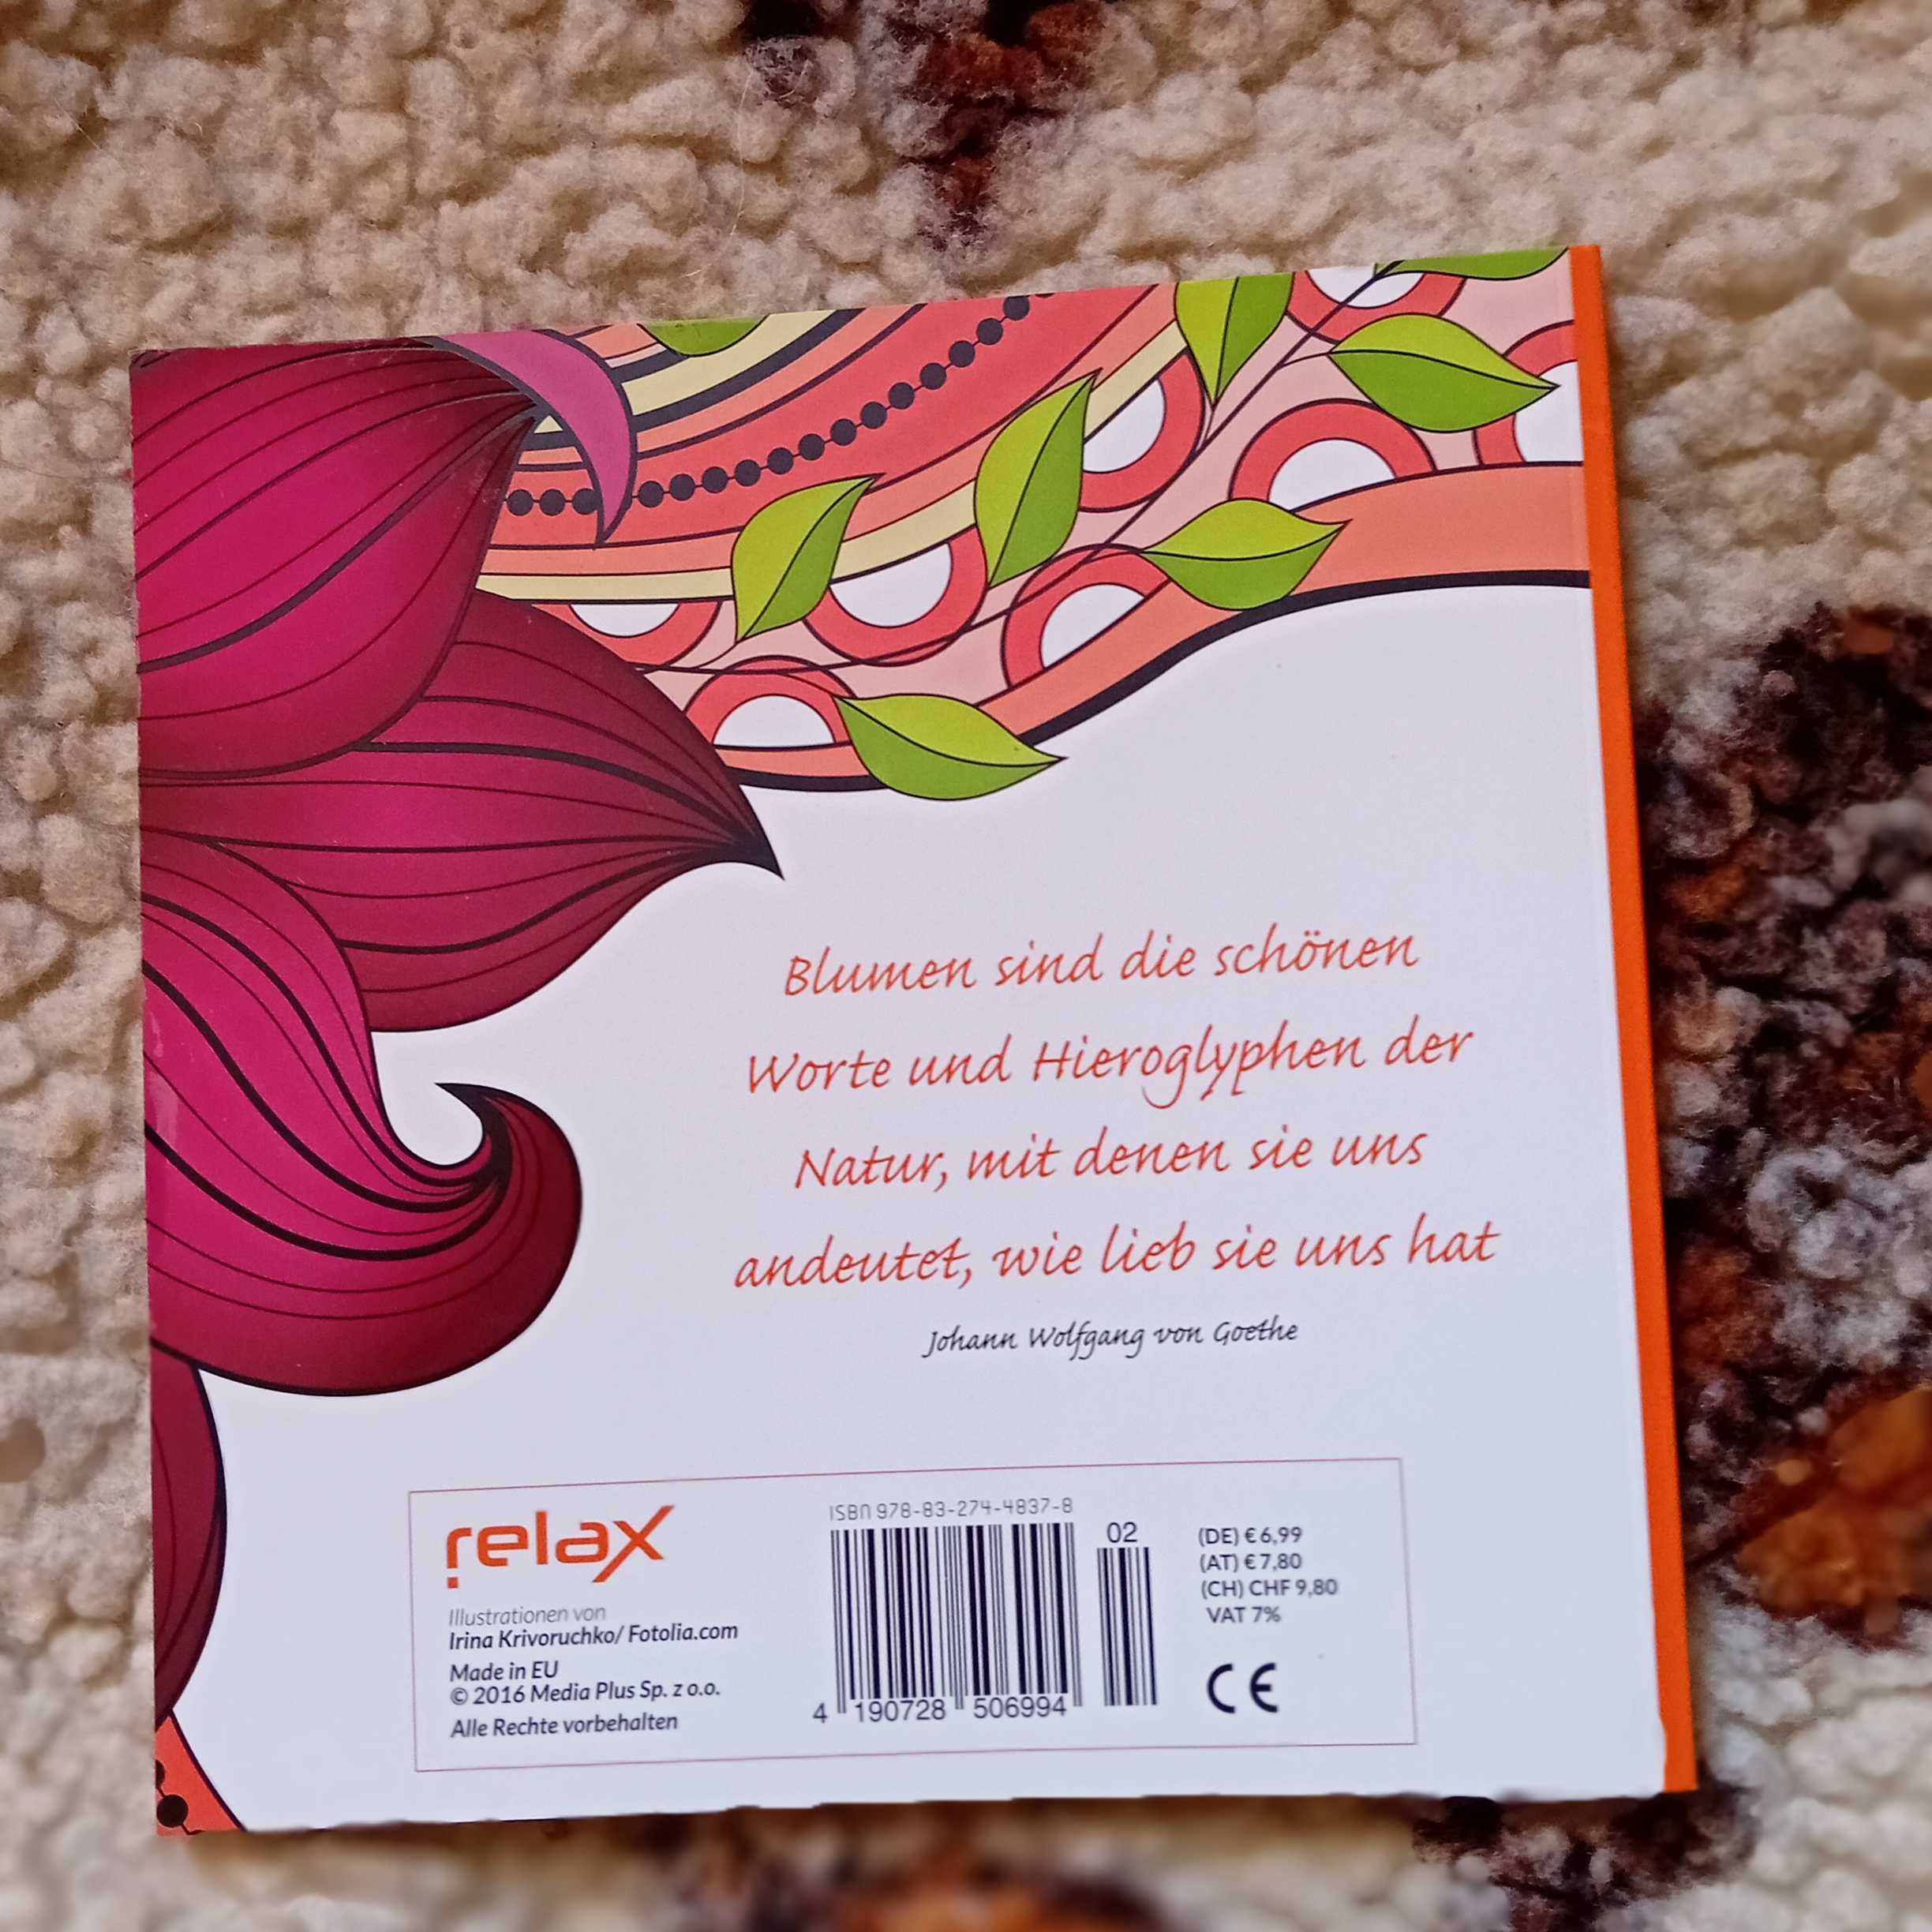 Blumen sind die schönen
Worte und Hieroglyphen der
Natur, mit denen sie uns
andeutet, wie lieb sie uns hat
Johann Wolfgang von Goethe
relax
Illustrationen von
Irina Krivoruchko/ Fotolia.com
Made in EU
© 2016 Media Plus Sp. z o.o.
Alle Rechte vorbehalten
ISBN 978-83-274-4837-8
02
4 190728 506994
(DE) € 6,99
(AT) € 7,80
(CH) CHF 9,80
VAT 7%
CE